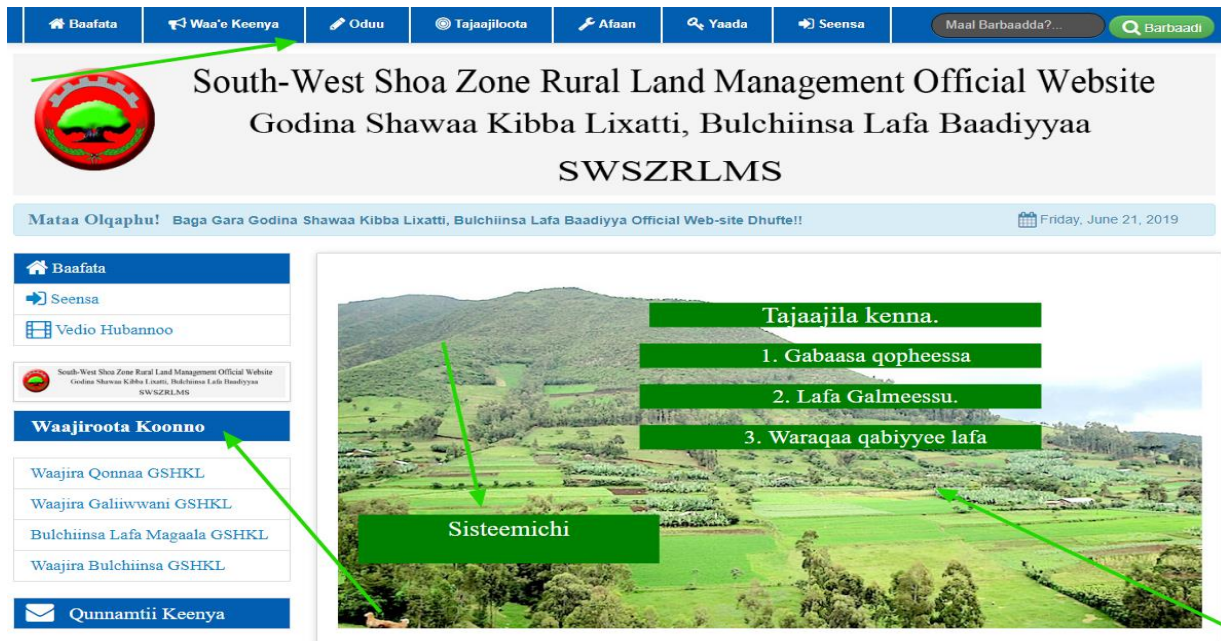 Baafata
Waa'e Keenya
Oduu
Tajaajiloota
Afaan
Yaada
Seensa
Maal Barbaadda?...
Barbaadi
South-West Shoa Zone Rural Land Management Official Website
Godina Shawaa Kibba Lixatti, Bulchiinsa Lafa Baadiyyaa
SWSZRLMS
Mataa Olqaphu! Baga Gara Godina Shawaa Kibba Lixatti, Bulchiinsa Lafa Baadiyya Official Web-site Dhufte!!
Friday, June 21, 2019
Baafata
Seensa
Vedio Hubannoo
South-West Shoa Zone Rural Land Management Official Website
Godina Shawaa Kibba Lixatti, Bulchiinsa Lafa Baadiyyaa
SWSZRLMS
Waajiroota Koonno
Waajira Qonnaa GSHKL
Waajira Galiiwwani GSHKL
Bulchiinsa Lafa Magaala GSHKL
Waajira Bulchiinsa GSHKL
Qunnamtii Keenya
Tajaajila kenna.
1. Gabaasa qopheessa
2. Lafa Galmeessu.
3. Waraqaa qabiyyee lafa
Sisteemichi